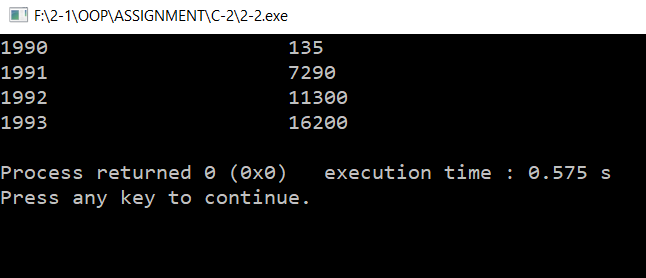 F:\2-1\OOP\ASSIGNMENT\C-2\2-2.exe
1990 135
1991 7290
1992 11300
1993 16200
Process returned 0 (0x0) execution time : 0.575 s
Press any key to continue.